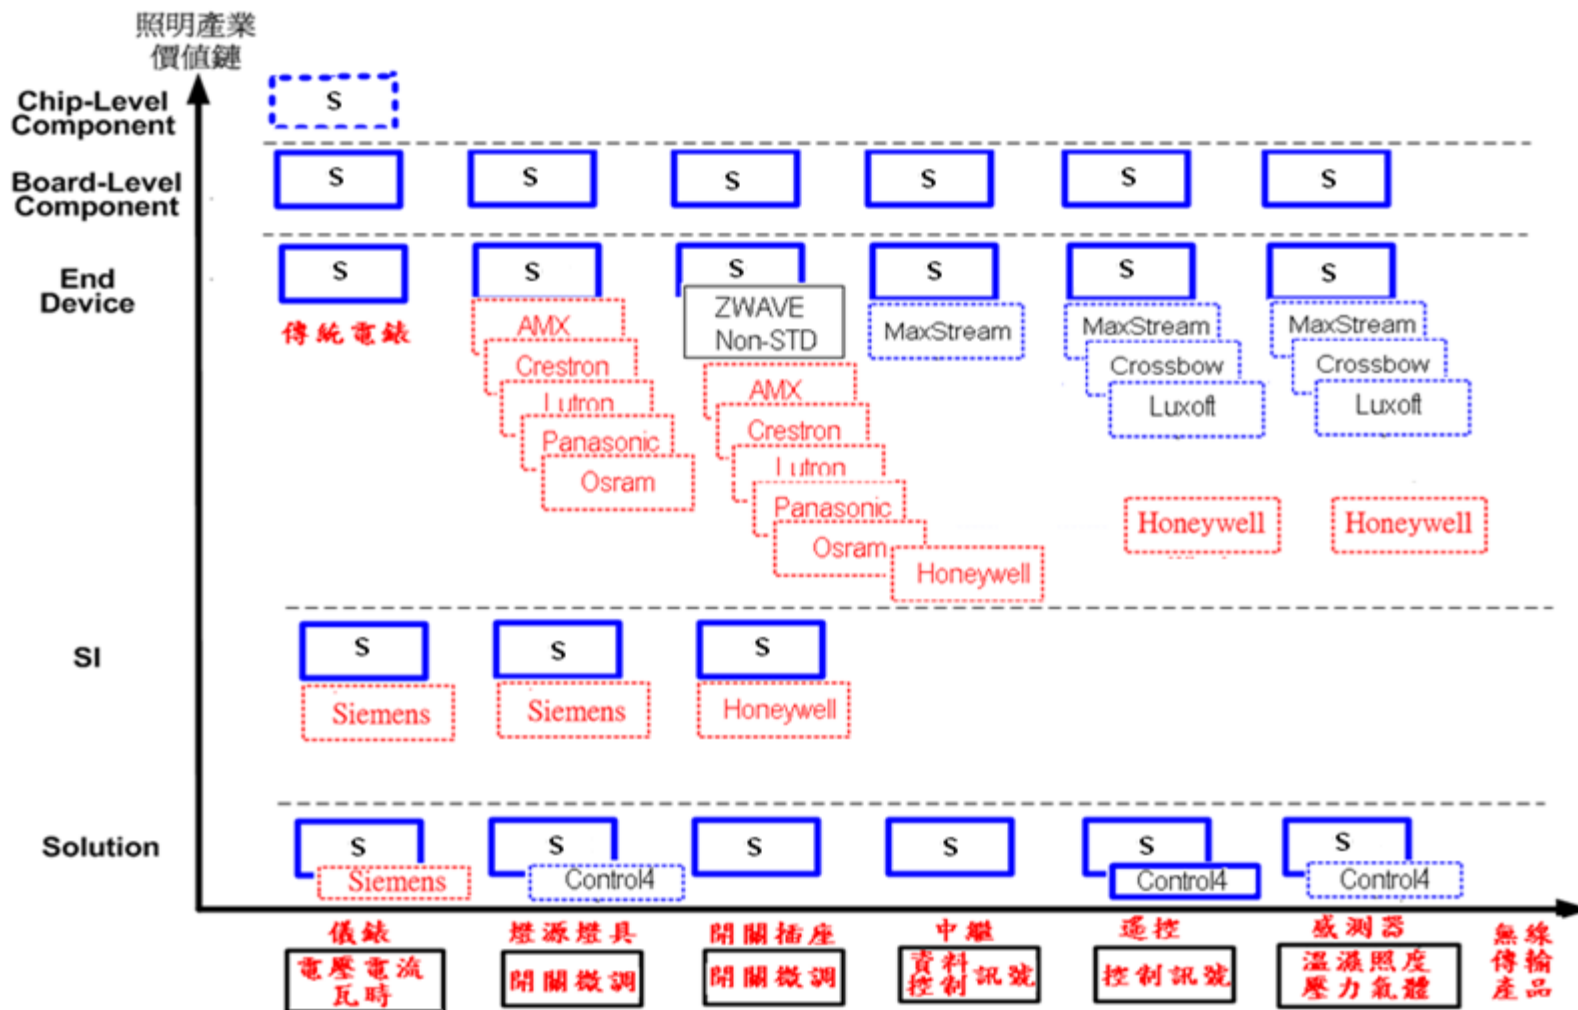 照明產業
價值鏈
Chip-Level
Component
S
Board-Level
Component
S S S S S S
End
Device
S S S S S S
傳統電錶
AMX
Crestron
Lutron
Panasonic
Osram
ZWAVE
Non-STD
AMX
Crestron
Lutron
Panasonic
Osram
Honeywell
MaxStream
MaxStream
Crossbow
Luxoft
Honeywell
MaxStream
Crossbow
Luxoft
Honeywell
SI
S S S
Siemens Siemens Honeywell
Solution
S S S S S S
Siemens Control4 Control4 Control4
儀錶 燈源燈具 開關插座 中繼 遙控 感測器
電壓電流
瓦時
開關微調
開關微調
資料
控制
訊號
控制訊號
溫濕照度
壓力氣體
無線
傳輸
產品